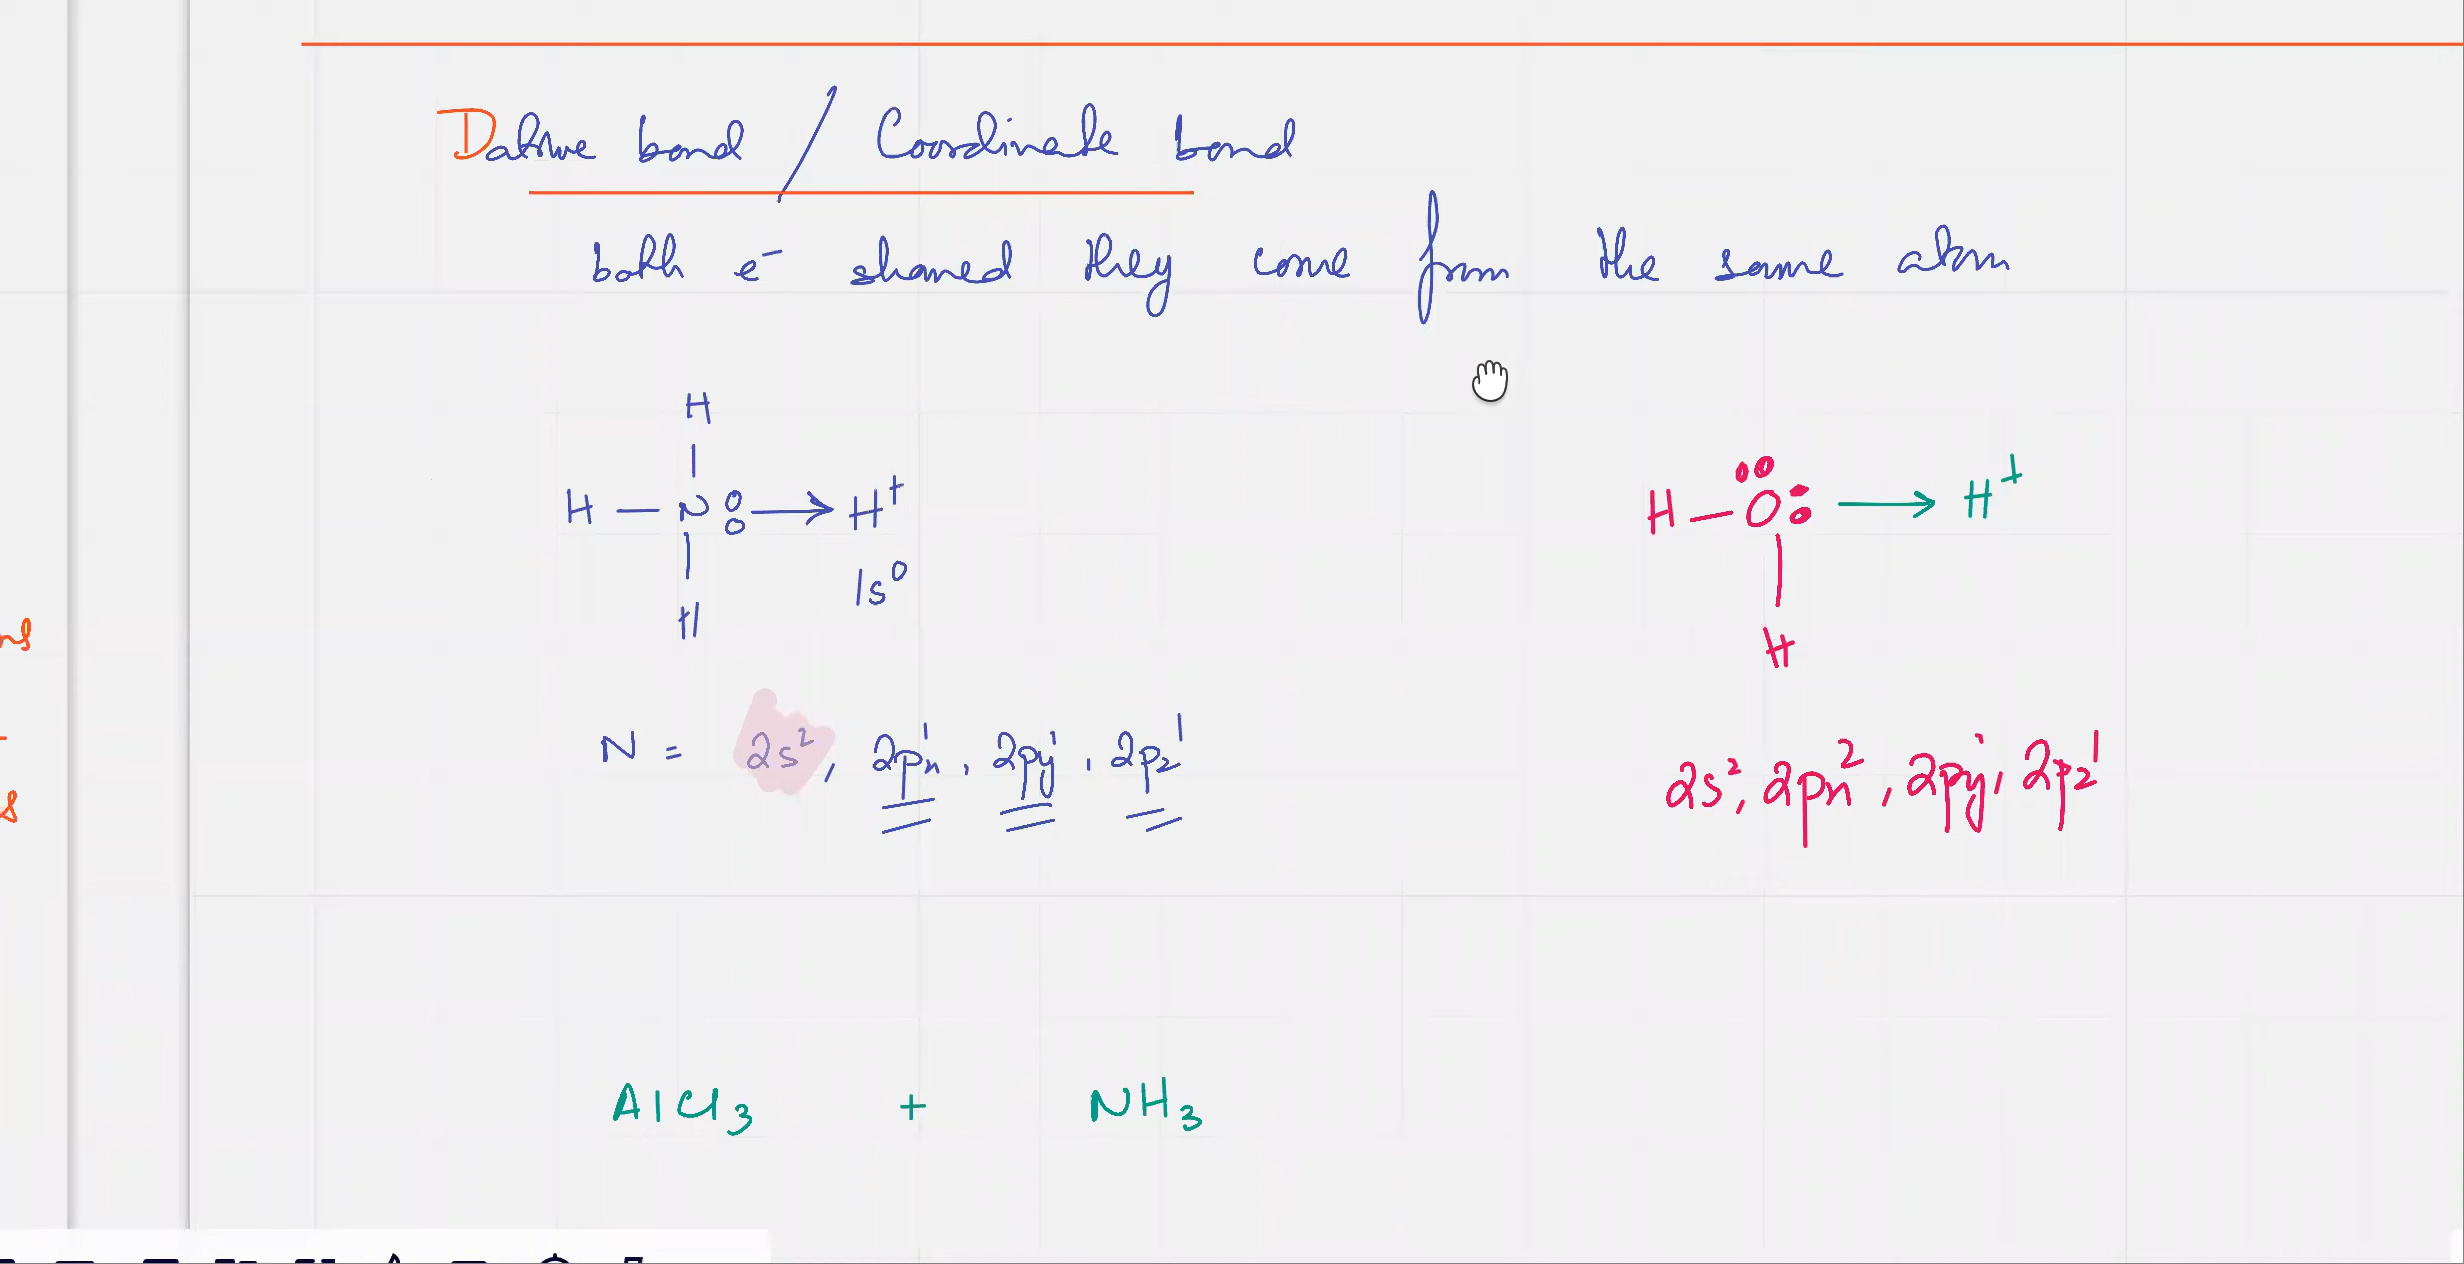 Dative bond / Coordinate bond
both e⁻ shared they come from the same atom
H
H — N → H⁺
1s⁰
H
H — O → H⁺
H
N = 2s², 2px¹, 2py¹, 2pz¹
2s², 2px², 2py¹, 2pz¹
AlCl₃ + NH₃